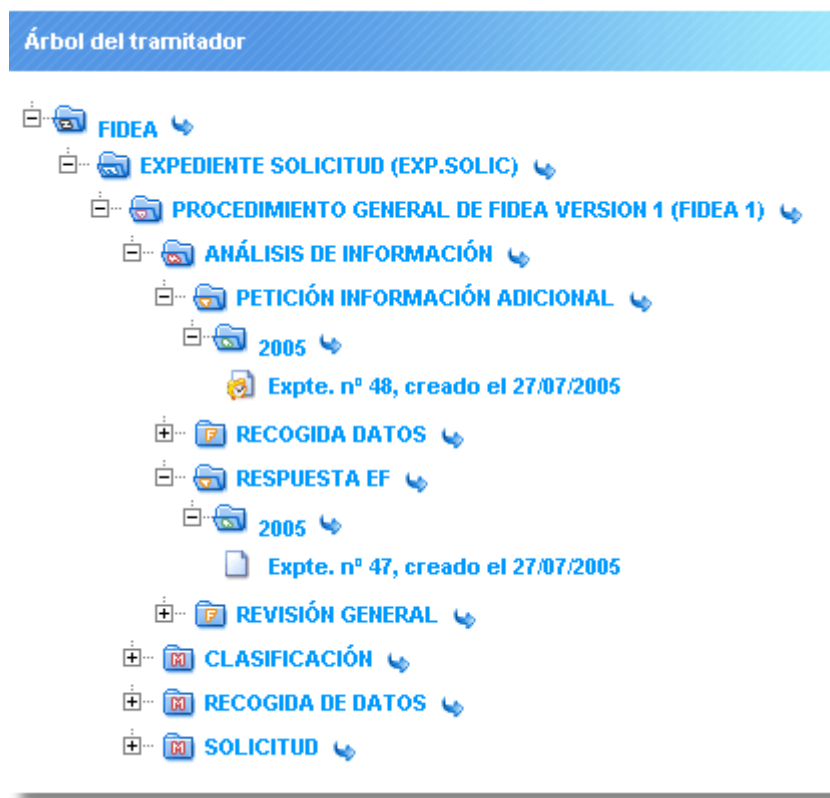 Árbol del tramitador
FIDEA
EXPEDIENTE SOLICITUD (EXP.SOLIC)
PROCEDIMIENTO GENERAL DE FIDEA VERSION 1 (FIDEA 1)
ANÁLISIS DE INFORMACIÓN
PETICIÓN INFORMACIÓN ADICIONAL
2005
Expte. nº 48, creado el 27/07/2005
RECOGIDA DATOS
RESPUESTA EF
2005
Expte. nº 47, creado el 27/07/2005
REVISIÓN GENERAL
CLASIFICACIÓN
RECOGIDA DE DATOS
SOLICITUD